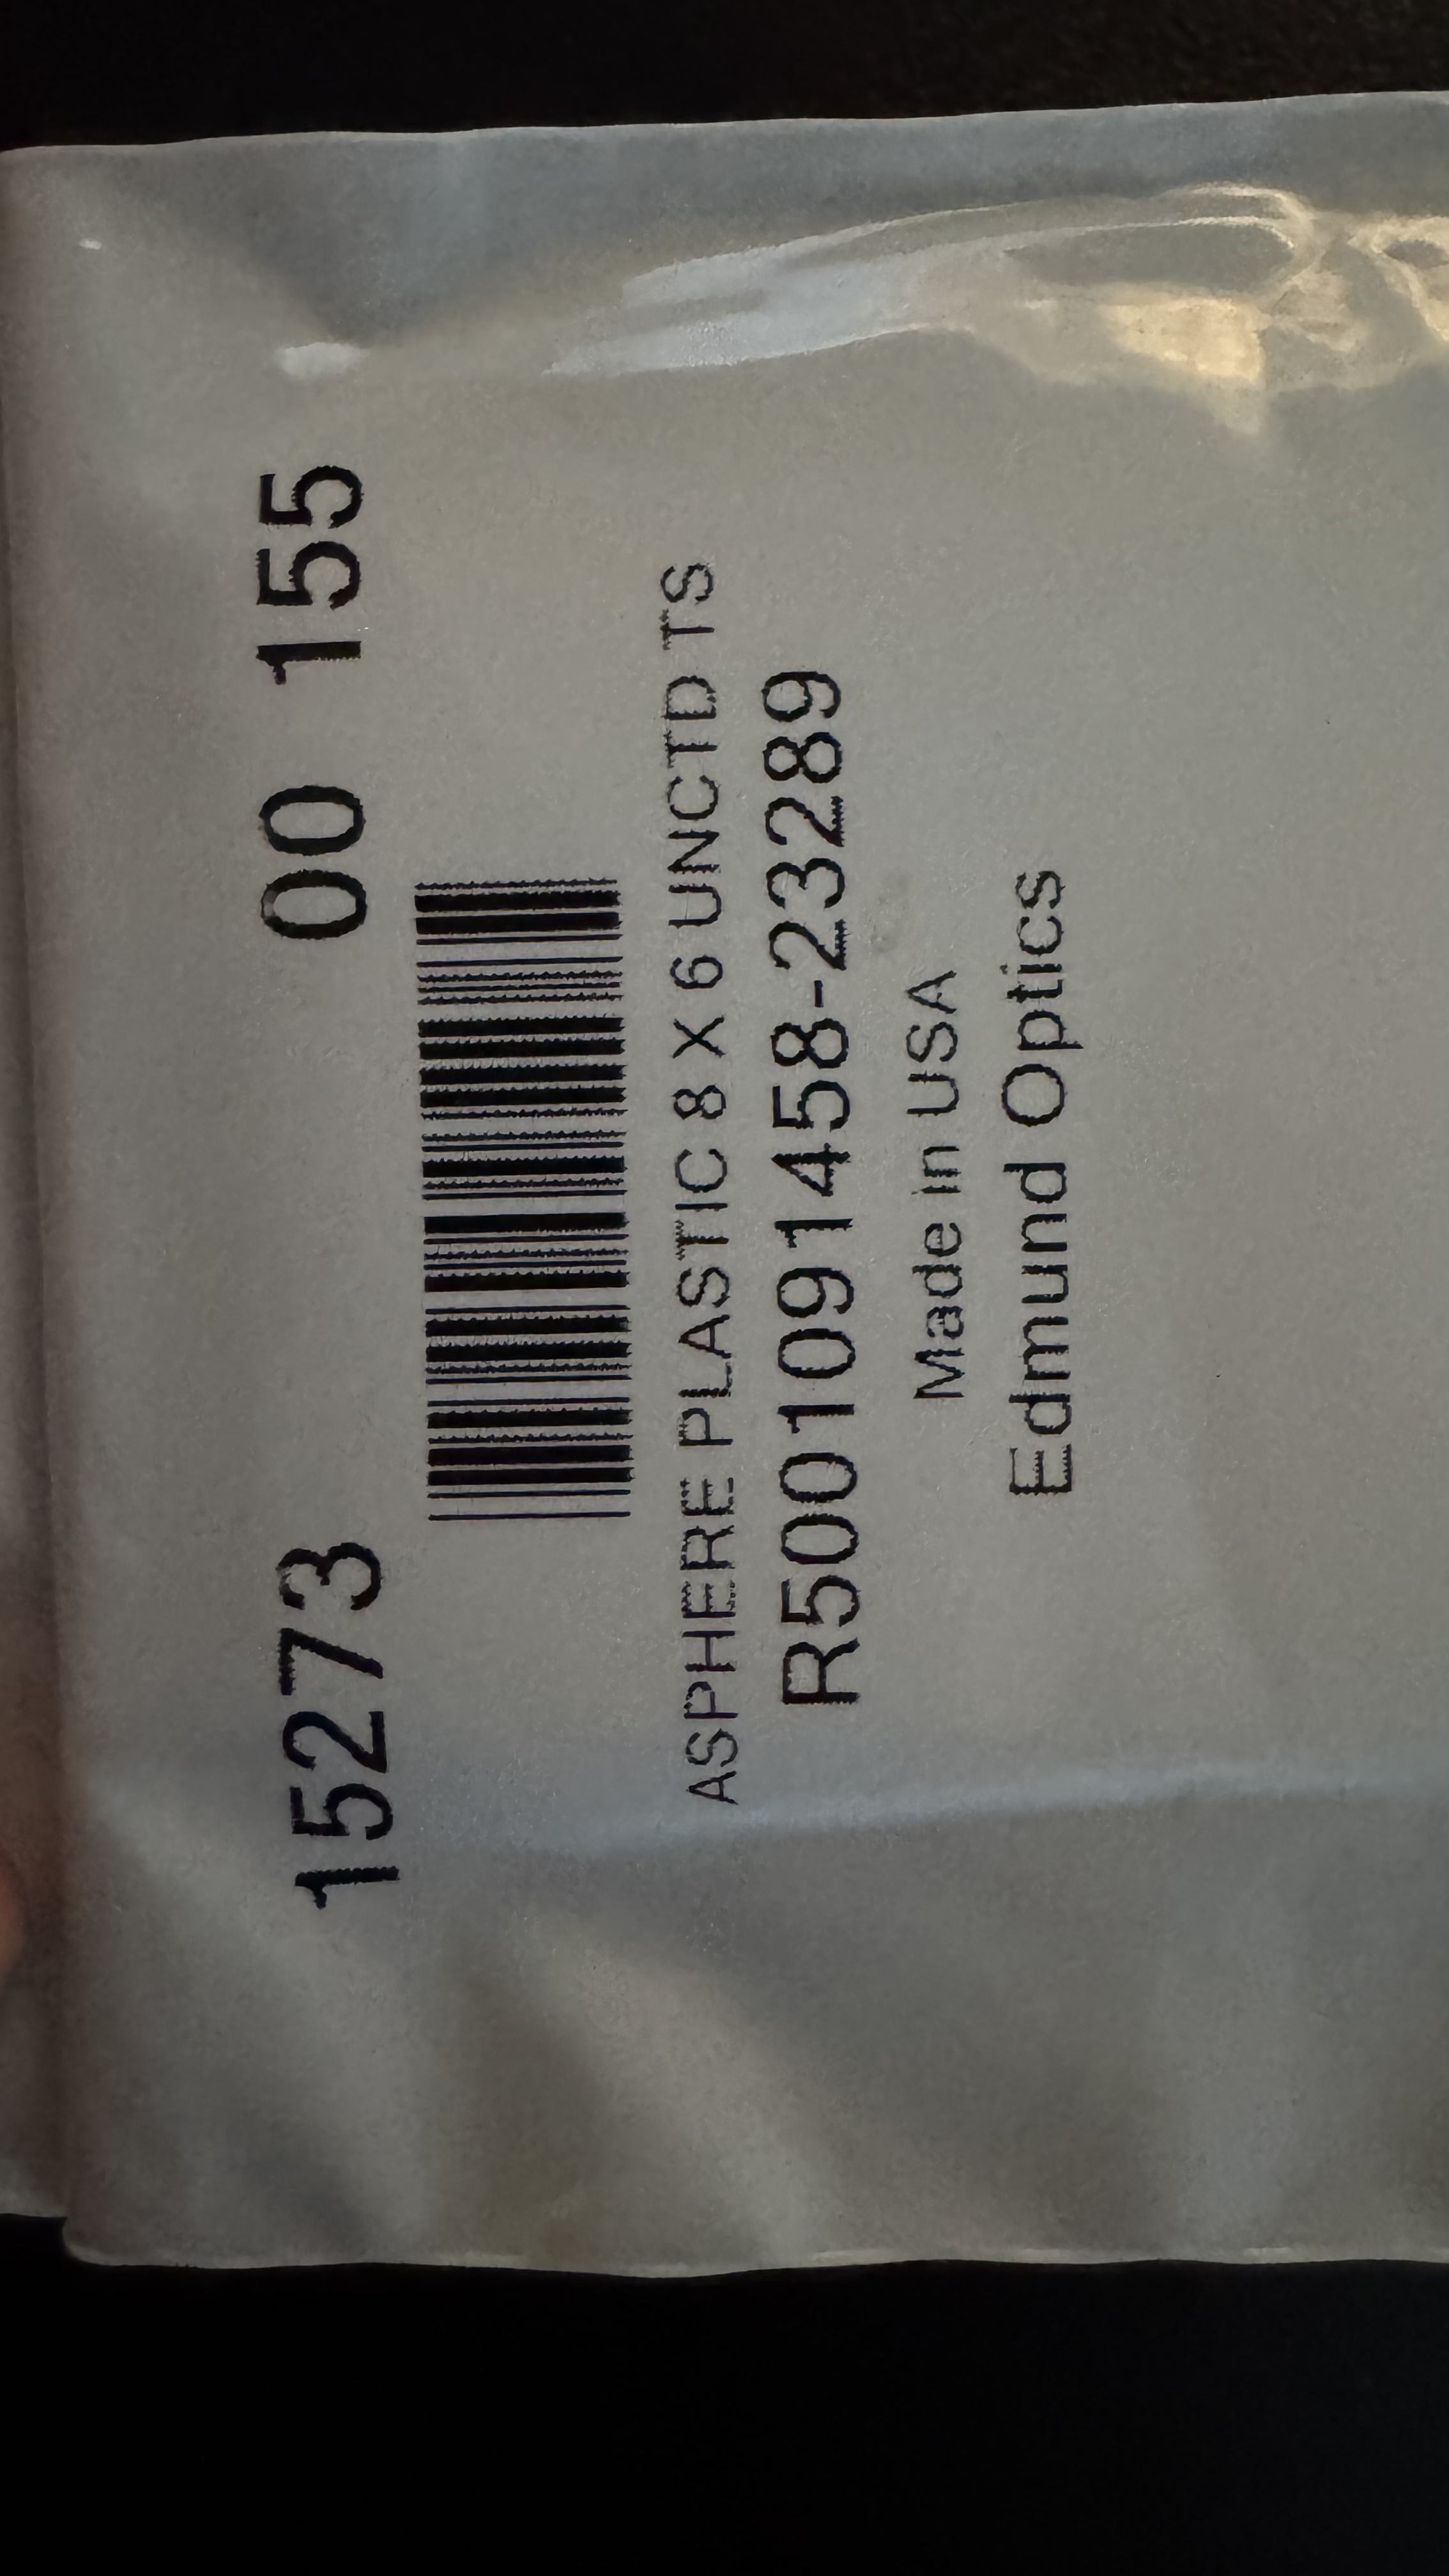 15273 00 155
ASPHERE PLASTIC 8 X 6 UNCTD TS
R5001091458-23289
Made in USA
Edmund Optics